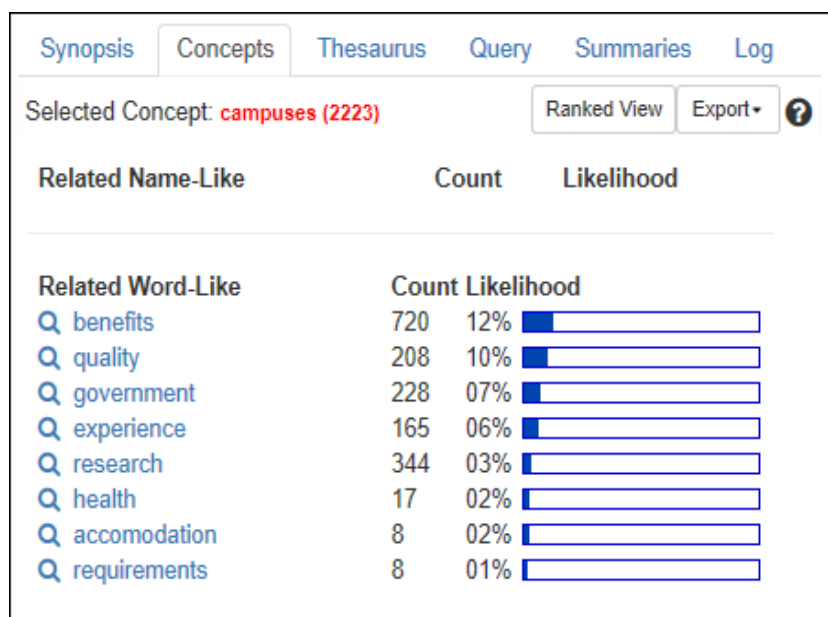 Synopsis Concepts Thesaurus Query Summaries Log
Selected Concept: campuses (2223) Ranked View Export ?
Related Name-Like Count Likelihood
Related Word-Like Count Likelihood
benefits 720 12%
quality 208 10%
government 228 07%
experience 165 06%
research 344 03%
health 17 02%
accomodation 8 02%
requirements 8 01%